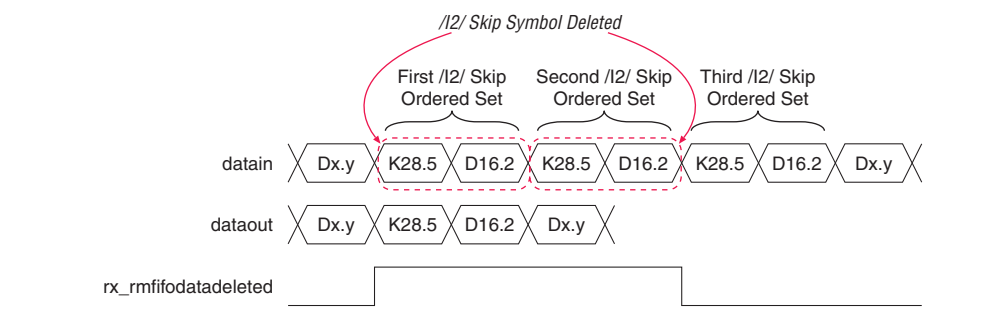 /I2/ Skip Symbol Deleted
First /I2/ Skip Ordered Set
Second /I2/ Skip Ordered Set
Third /I2/ Skip Ordered Set
datain Dx.y K28.5 D16.2 K28.5 D16.2 K28.5 D16.2 Dx.y
dataout Dx.y K28.5 D16.2 Dx.y
rx_rmfifodatadeleted